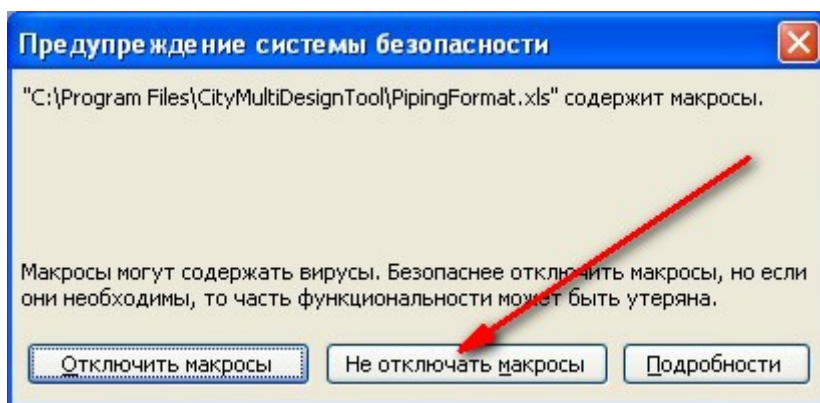 Предупреждение системы безопасности
"C:\Program Files\CityMultiDesignTool\PipingFormat.xls" содержит макросы.
Макросы могут содержать вирусы. Безопаснее отключить макросы, но если
они необходимы, то часть функциональности может быть утеряна.
Отключить макросы Не отключать макросы Подробности